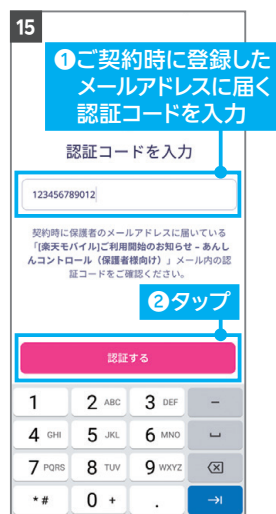 15
❶ご契約時に登録した
メールアドレスに届く
認証コードを入力
認証コードを入力
123456789012
契約時に保護者のメールアドレスに届いている
「[楽天モバイル]ご利用開始のお知らせ – あんし
んコントロール（保護者様向け）」メール内の認
証コードをご確認ください。
❷タップ
認証する
1 2 ABC 3 DEF −
4 GHI 5 JKL 6 MNO
7 PQRS 8 TUV 9 WXYZ
* # 0 + .